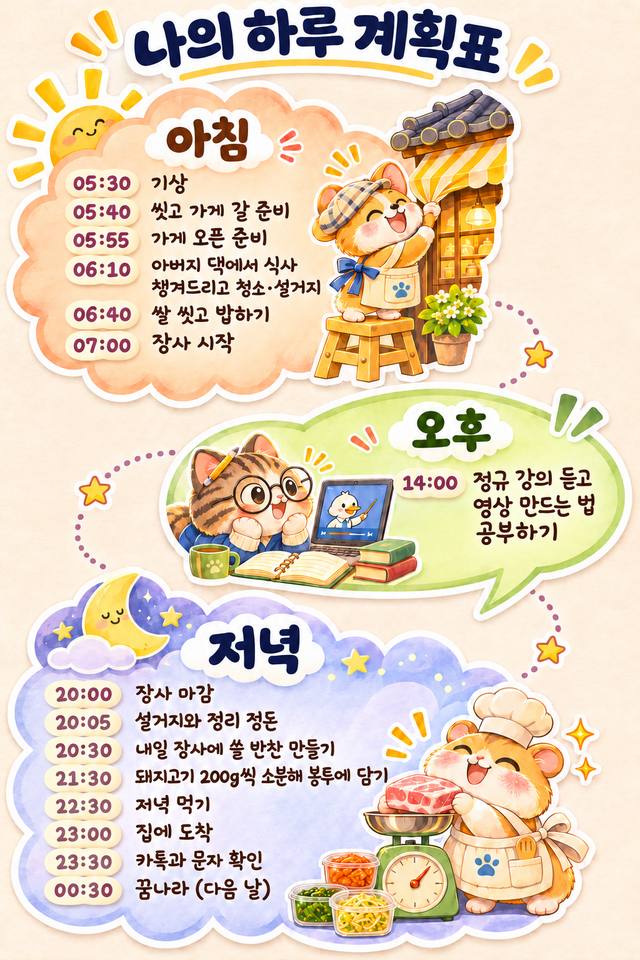 나의 하루 계획표
아침
05:30 기상
05:40 씻고 가게 갈 준비
05:55 가게 오픈 준비
06:10 아버지 댁에서 식사
챙겨드리고 청소·설거지
06:40 쌀 씻고 밥하기
07:00 장사 시작
오후
14:00 정규 강의 듣고
영상 만드는 법
공부하기
저녁
20:00 장사 마감
20:05 설거지와 정리 정돈
20:30 내일 장사에 쓸 반찬 만들기
21:30 돼지고기 200g씩 소분해 봉투에 담기
22:30 저녁 먹기
23:00 집에 도착
23:30 카톡과 문자 확인
00:30 꿈나라 (다음 날)